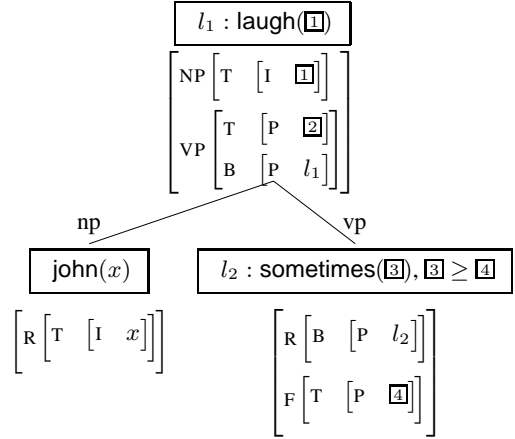 l₁ : laugh(1)
NP [T [I 1]]
VP [T [P 2]
B [P l₁]]
np vp
john(x) l₂ : sometimes(3), 3 ≥ 4
[R [T [I x]]] [R [B [P l₂]]
F [T [P 4]]]